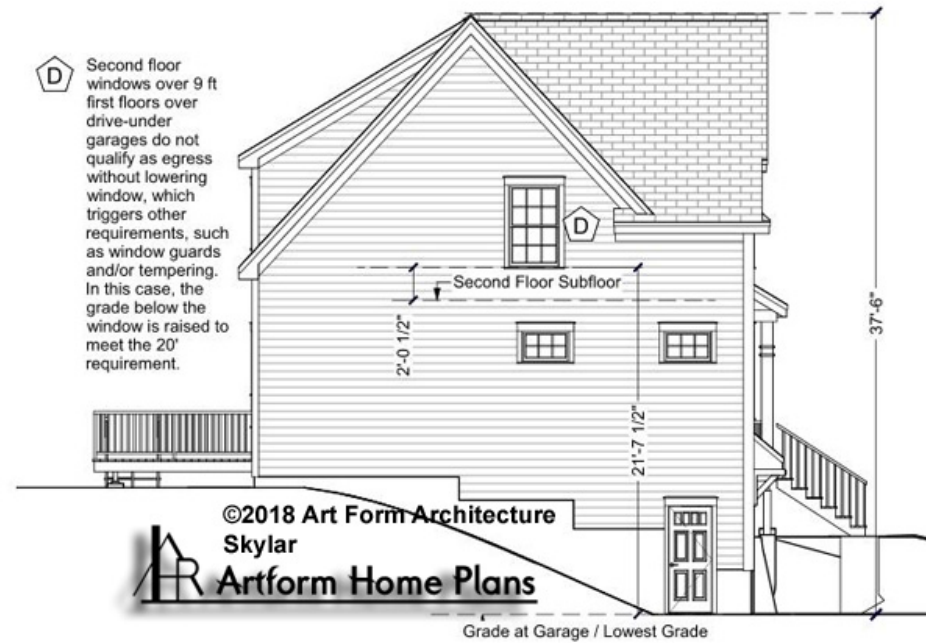 D
Second floor
windows over 9 ft
first floors over
drive-under
garages do not
qualify as egress
without lowering
window, which
triggers other
requirements, such
as window guards
and/or tempering.
In this case, the
grade below the
window is raised to
meet the 20'
requirement.
D
Second Floor Subfloor
2'-0 1/2"
21'-7 1/2"
37'-6"
©2018 Art Form Architecture
Skylar
Artform Home Plans
Grade at Garage / Lowest Grade